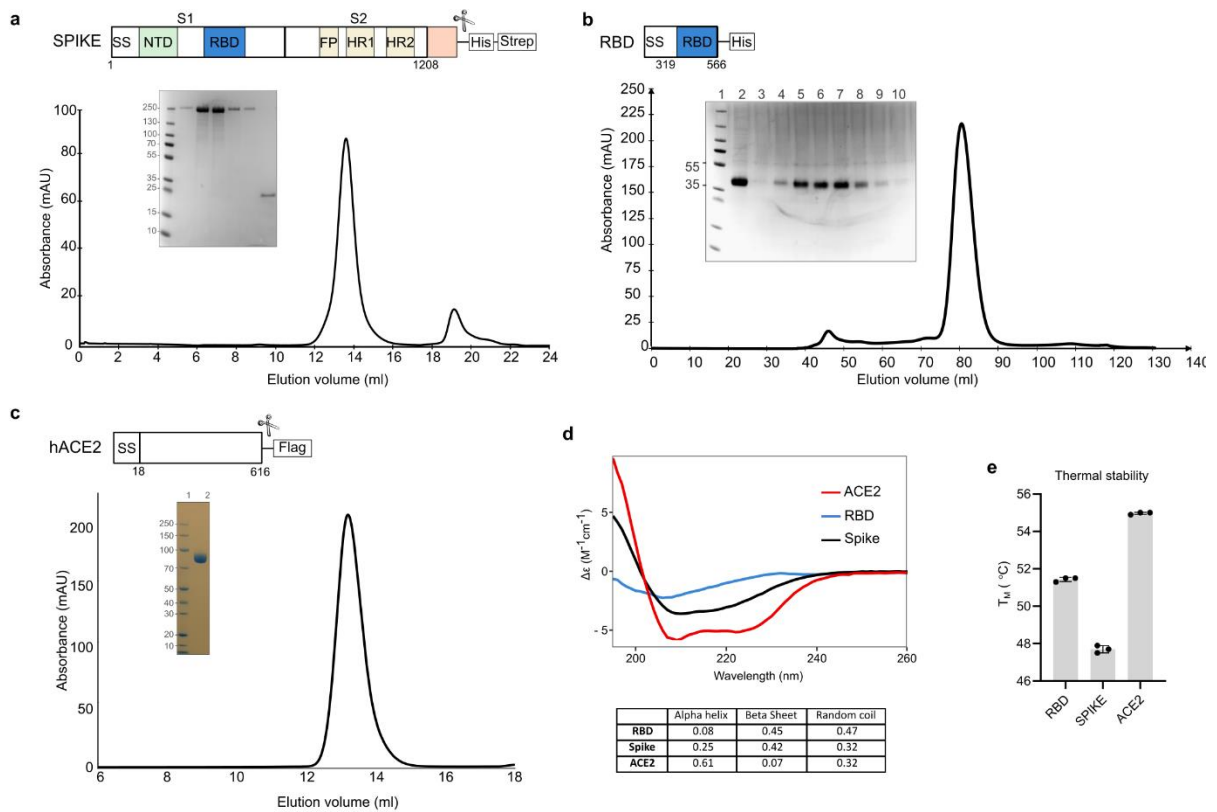 a
S1 S2
SPIKE SS NTD RBD FP HR1 HR2 His Strep
1 1208
100
80
60
40
20
0
Absorbance (mAU)
250
130
100
70
55
35
25
15
10
0 2 4 6 8 10 12 14 16 18 20 22 24
Elution volume (ml)
b
RBD SS RBD His
319 566
250
225
200
175
150
125
100
75
50
25
0
Absorbance (mAU)
1 2 3 4 5 6 7 8 9 10
55
35
0 10 20 30 40 50 60 70 80 90 100 110 120 130 140
Elution volume (ml)
c
hACE2 SS Flag
18 616
200
150
100
50
0
Absorbance (mAU)
1 2
250
150
100
70
50
40
30
20
10
6 8 10 12 14 16 18
Elution volume (ml)
d
5
0
- 5
Δε (M⁻¹cm⁻¹)
ACE2
RBD
Spike
200 220 240 260
Wavelength (nm)
Alpha helix Beta Sheet Random coil
RBD 0.08 0.45 0.47
Spike 0.25 0.42 0.32
ACE2 0.61 0.07 0.32
e
Thermal stability
56
54
52
50
48
46
T_M ( °C)
RBD SPIKE ACE2